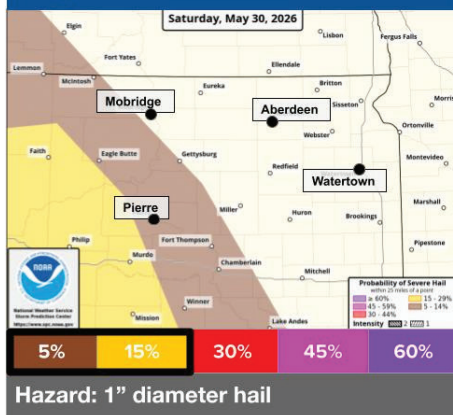 Saturday, May 30, 2026
Elgin
Lisbon
Fergus Falls
Fort Yates
Ellendale
Lemmon
McIntosh
Britton
Eureka
Sisseton
Morris
Mobridge
Aberdeen
Webster
Ortonville
Faith
Eagle Butte
Gettysburg
Redfield
Montevideo
Watertown
Pierre
Miller
Huron
Brookings
Marshall
Philip
Fort Thompson
Pipestone
Murdo
Chamberlain
Mitchell
NOAA
Winner
Mission
Lake Andes
National Weather Service
Storm Prediction Center
https://www.spc.noaa.gov
Probability of Severe Hail
within 25 miles of a point
≥ 60%
15 - 29%
45 - 59%
5 - 14%
30 - 44%
Intensity 2 1
5% 15% 30% 45% 60%
Hazard: 1” diameter hail